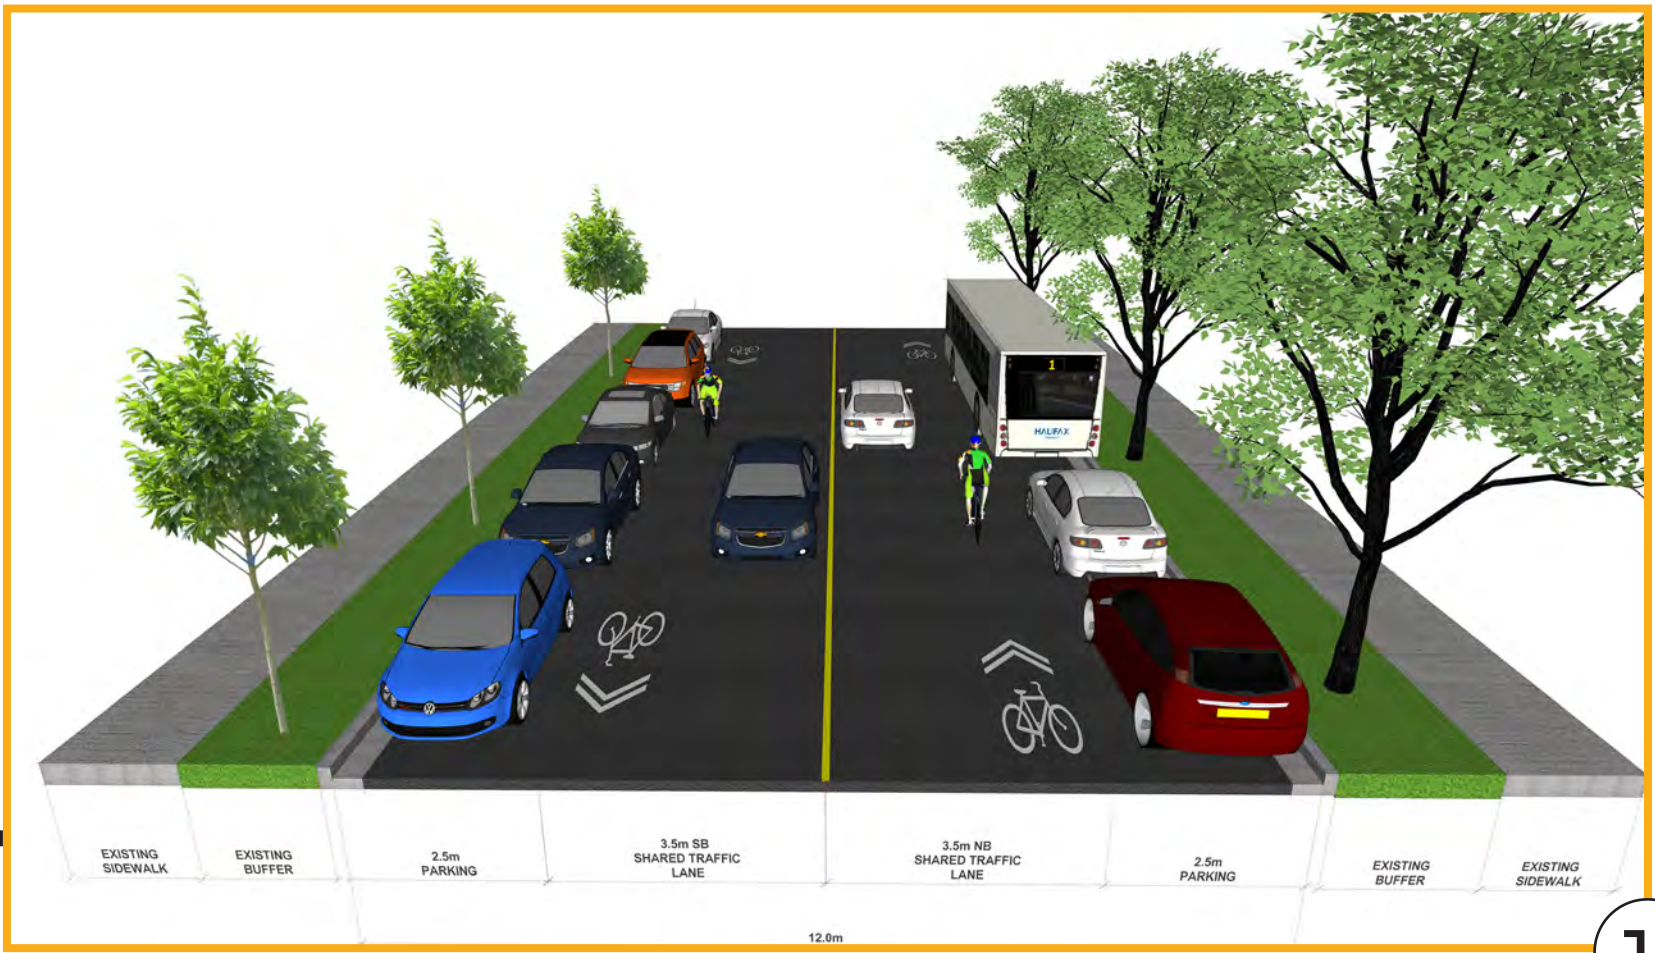 1
HALIFAX
EXISTING
SIDEWALK
EXISTING
BUFFER
2.5m
PARKING
3.5m SB
SHARED TRAFFIC
LANE
3.5m NB
SHARED TRAFFIC
LANE
2.5m
PARKING
EXISTING
BUFFER
EXISTING
SIDEWALK
12.0m